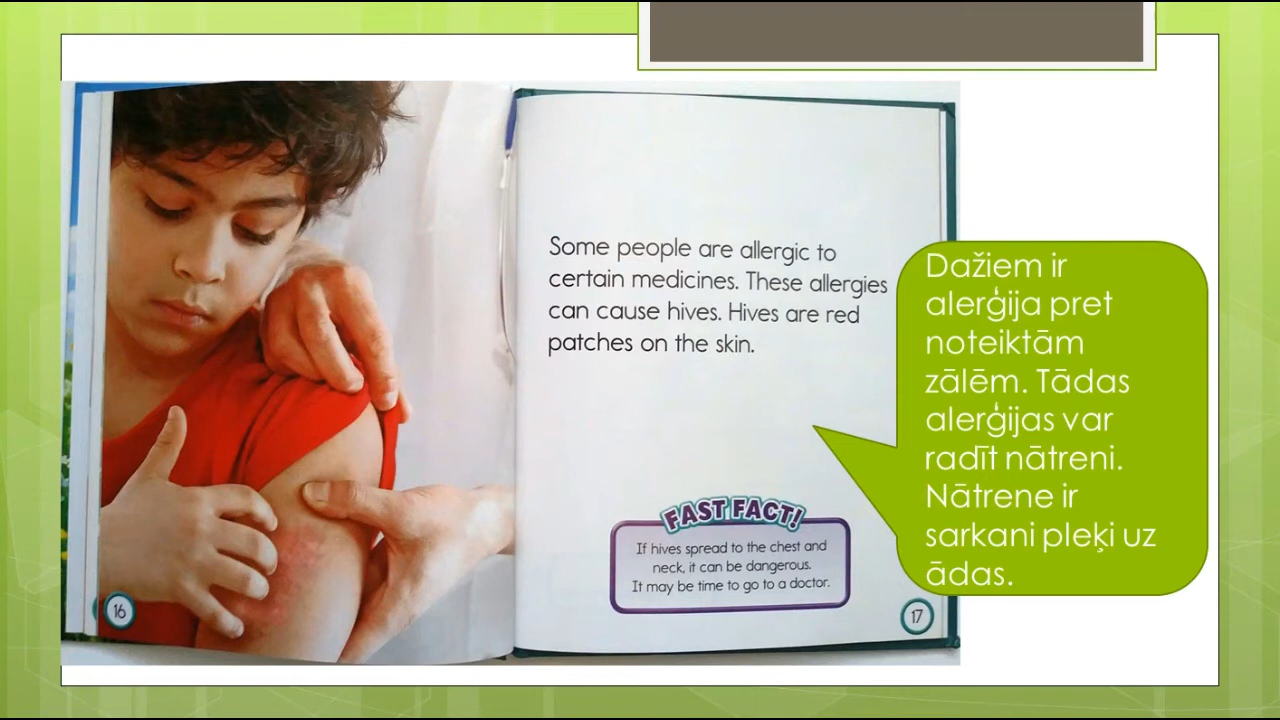 Some people are allergic to
certain medicines. These allergies
can cause hives. Hives are red
patches on the skin.
FAST FACT!
If hives spread to the chest and
neck, it can be dangerous.
It may be time to go to a doctor.
16
17
Dažiem ir
alerģija pret
noteiktām
zālēm. Tādas
alerģijas var
radīt nātreni.
Nātrene ir
sarkani pleķi uz
ādas.